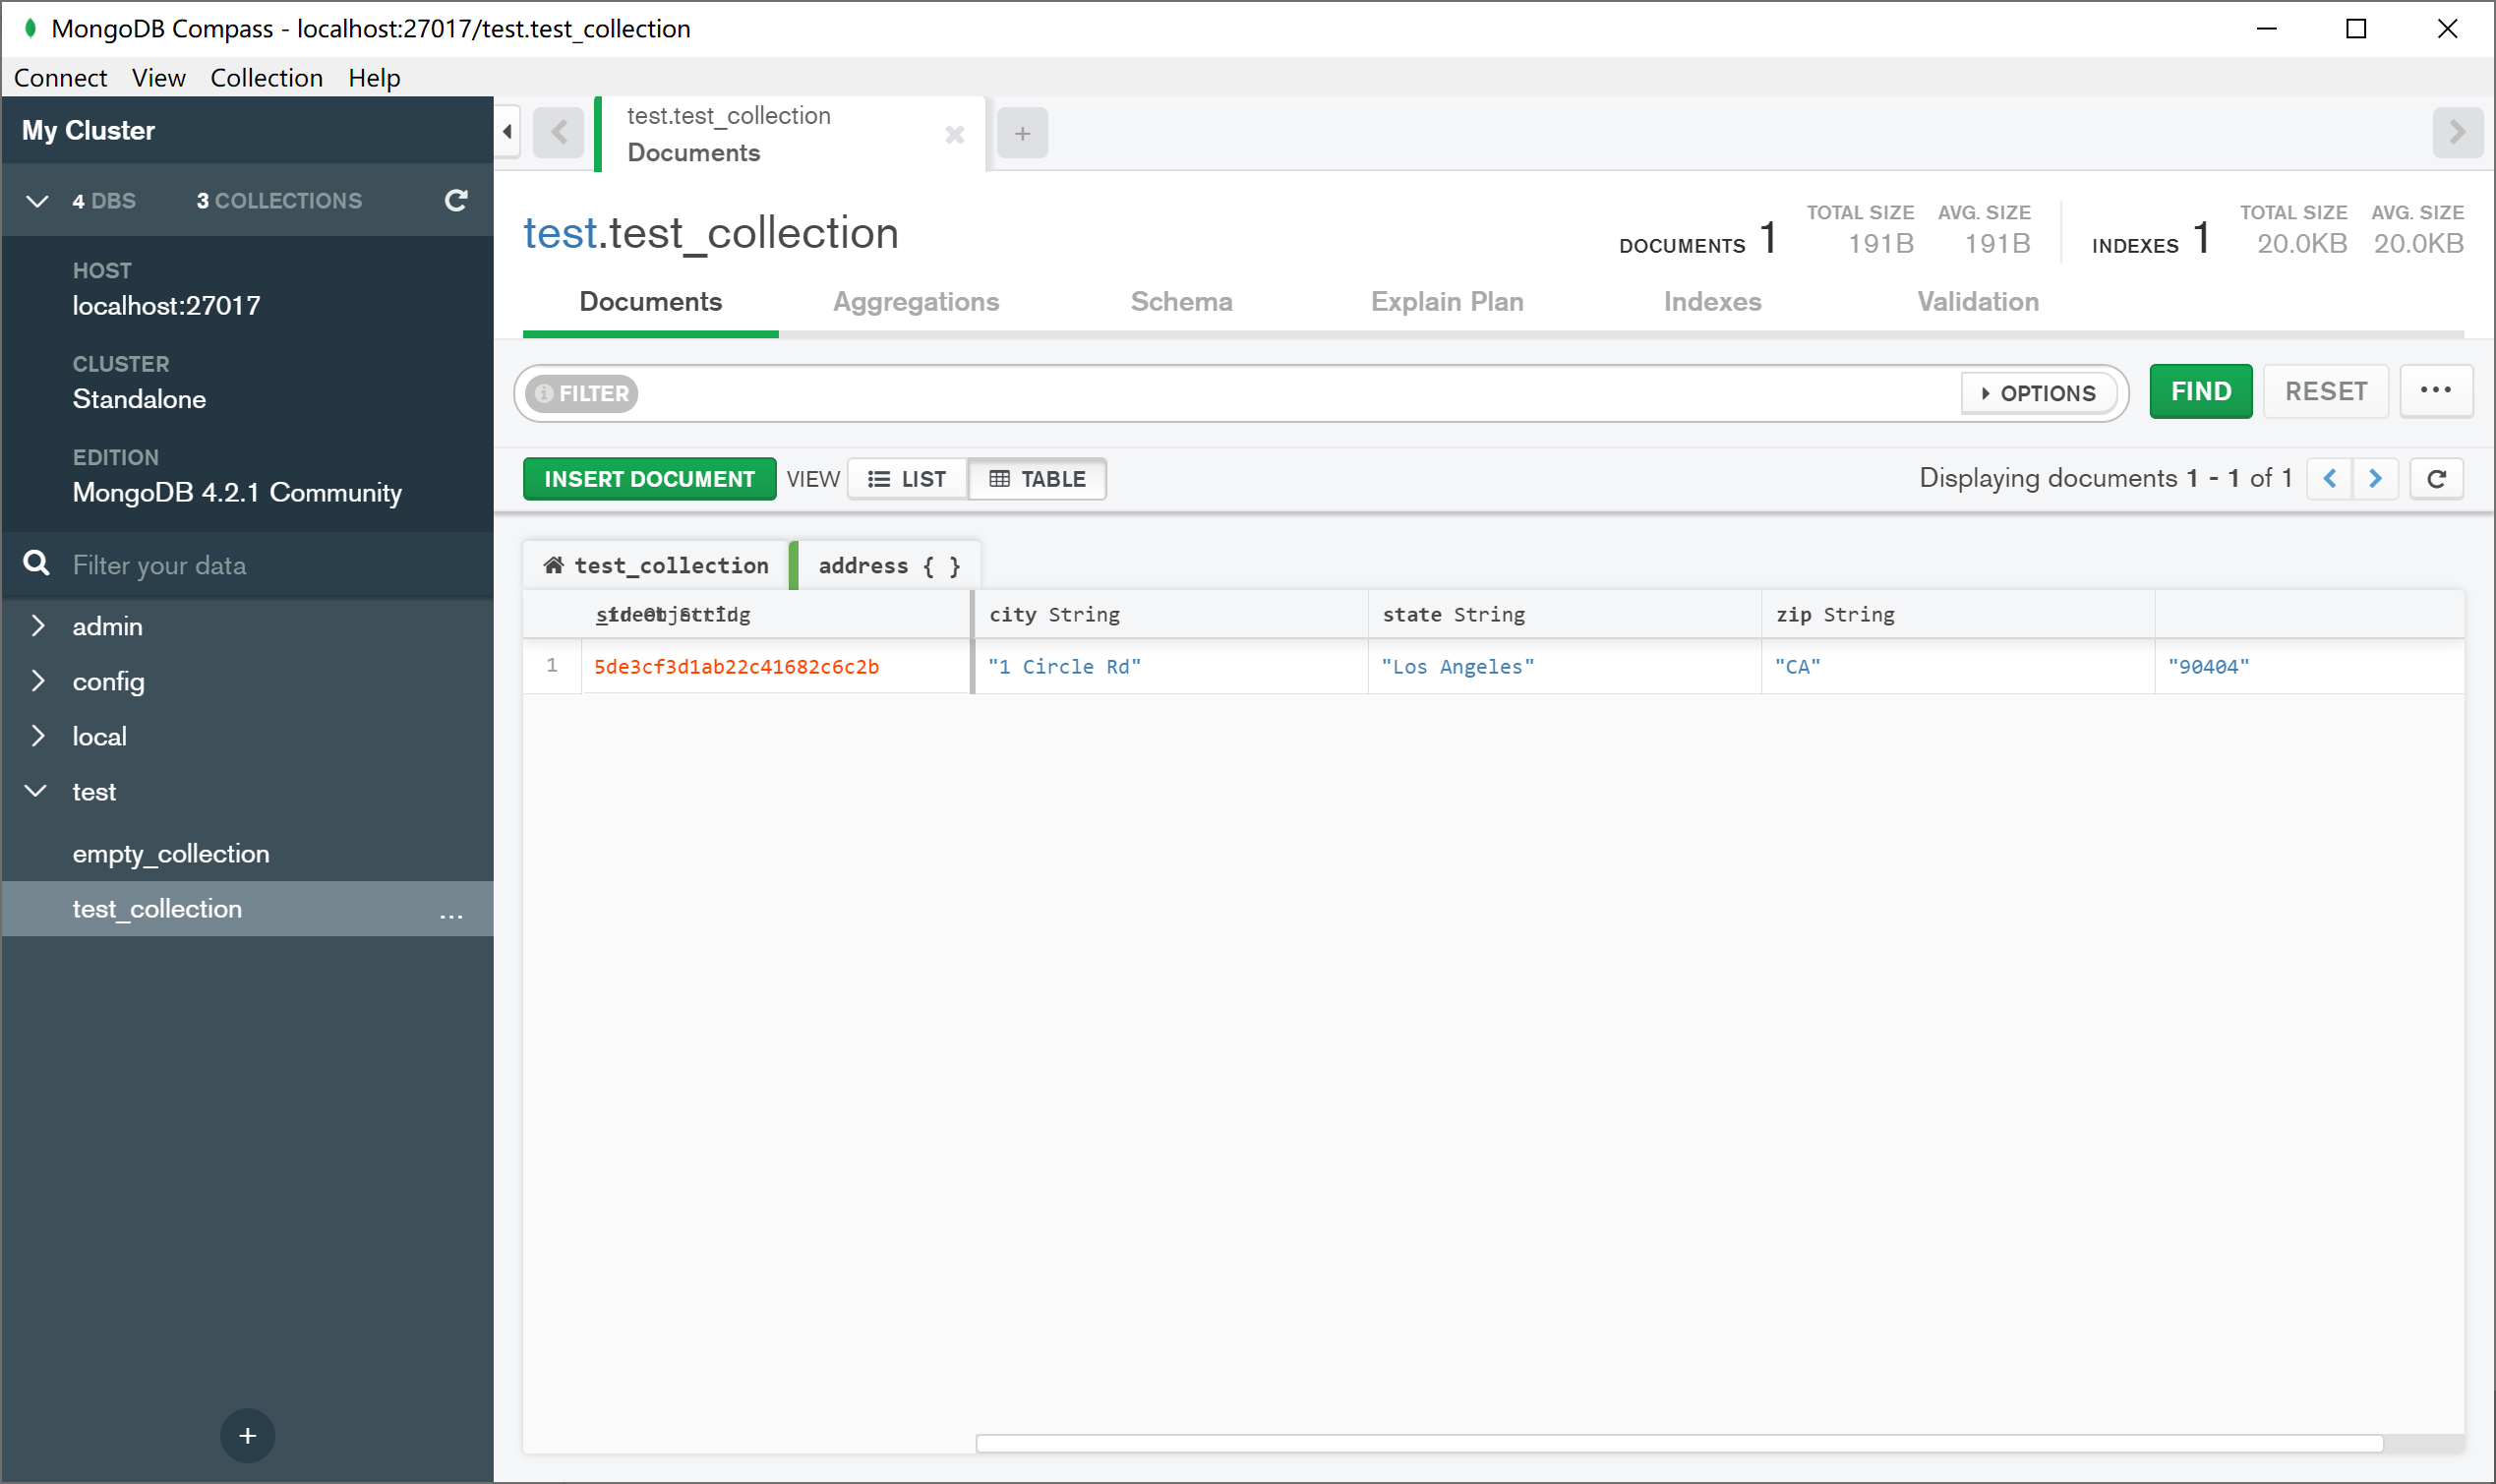 MongoDB Compass - localhost:27017/test.test_collection
Connect View Collection Help
My Cluster
4 DBS 3 COLLECTIONS
HOST
localhost:27017
CLUSTER
Standalone
EDITION
MongoDB 4.2.1 Community
Filter your data
admin
config
local
test
empty_collection
test_collection ...
+
test.test_collection
Documents
+
test.test_collection
DOCUMENTS 1 TOTAL SIZE 191B AVG. SIZE 191B INDEXES 1 TOTAL SIZE 20.0KB AVG. SIZE 20.0KB
Documents Aggregations Schema Explain Plan Indexes Validation
FILTER OPTIONS FIND RESET ...
INSERT DOCUMENT VIEW LIST TABLE Displaying documents 1 - 1 of 1
test_collection address { }
city String state String zip String
1 5de3cf3d1ab22c41682c6c2b "1 Circle Rd" "Los Angeles" "CA" "90404"